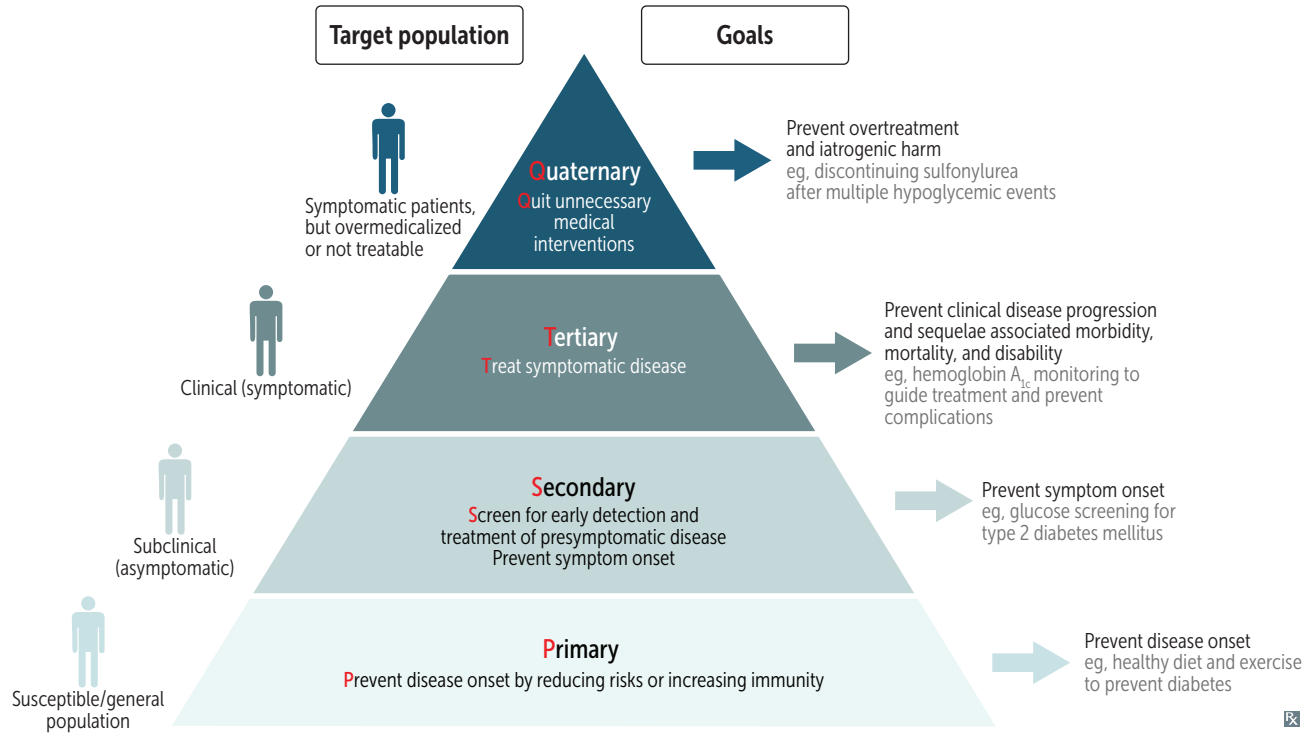 Target population
Goals
Quaternary
Quit unnecessary
medical
interventions
Symptomatic patients,
but overmedicalized
or not treatable
Prevent overtreatment
and iatrogenic harm
eg, discontinuing sulfonylurea
after multiple hypoglycemic events
Tertiary
Treat symptomatic disease
Clinical (symptomatic)
Prevent clinical disease progression
and sequelae associated morbidity,
mortality, and disability
eg, hemoglobin A1c monitoring to
guide treatment and prevent
complications
Secondary
Screen for early detection and
treatment of presymptomatic disease
Prevent symptom onset
Subclinical
(asymptomatic)
Prevent symptom onset
eg, glucose screening for
type 2 diabetes mellitus
Primary
Prevent disease onset by reducing risks or increasing immunity
Susceptible/general
population
Prevent disease onset
eg, healthy diet and exercise
to prevent diabetes
℞